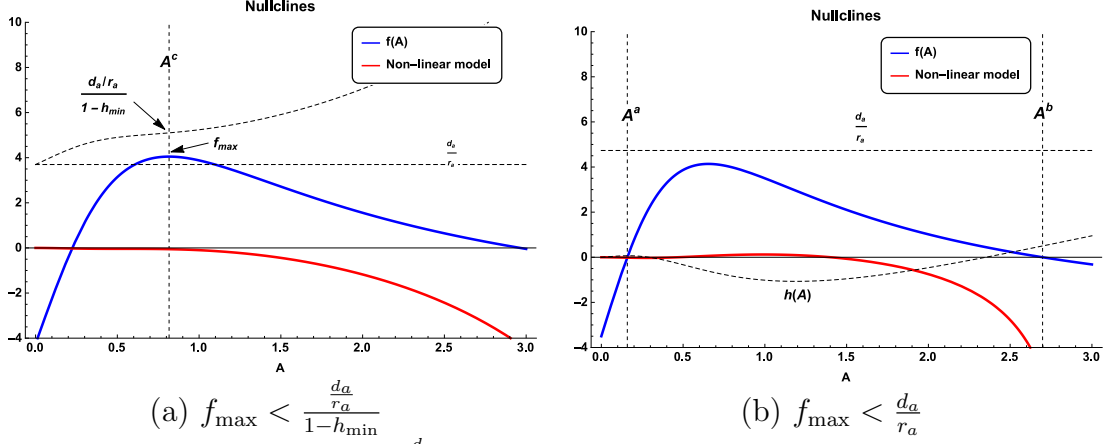 Nullclines
10
8
6
4
2
0
−2
−4
0.0 0.5 1.0 1.5 2.0 2.5 3.0
A
A^c
f(A)
Non−linear model
d_a/r_a
1−h_min
f_max
d_a
r_a
(a) f_max < \frac{\frac{d_a}{r_a}}{1−h_min}
Nullclines
10
8
6
4
2
0
−2
−4
0.0 0.5 1.0 1.5 2.0 2.5 3.0
A
f(A)
Non−linear model
A^a
A^b
d_a
r_a
h(A)
(b) f_max < \frac{d_a}{r_a}